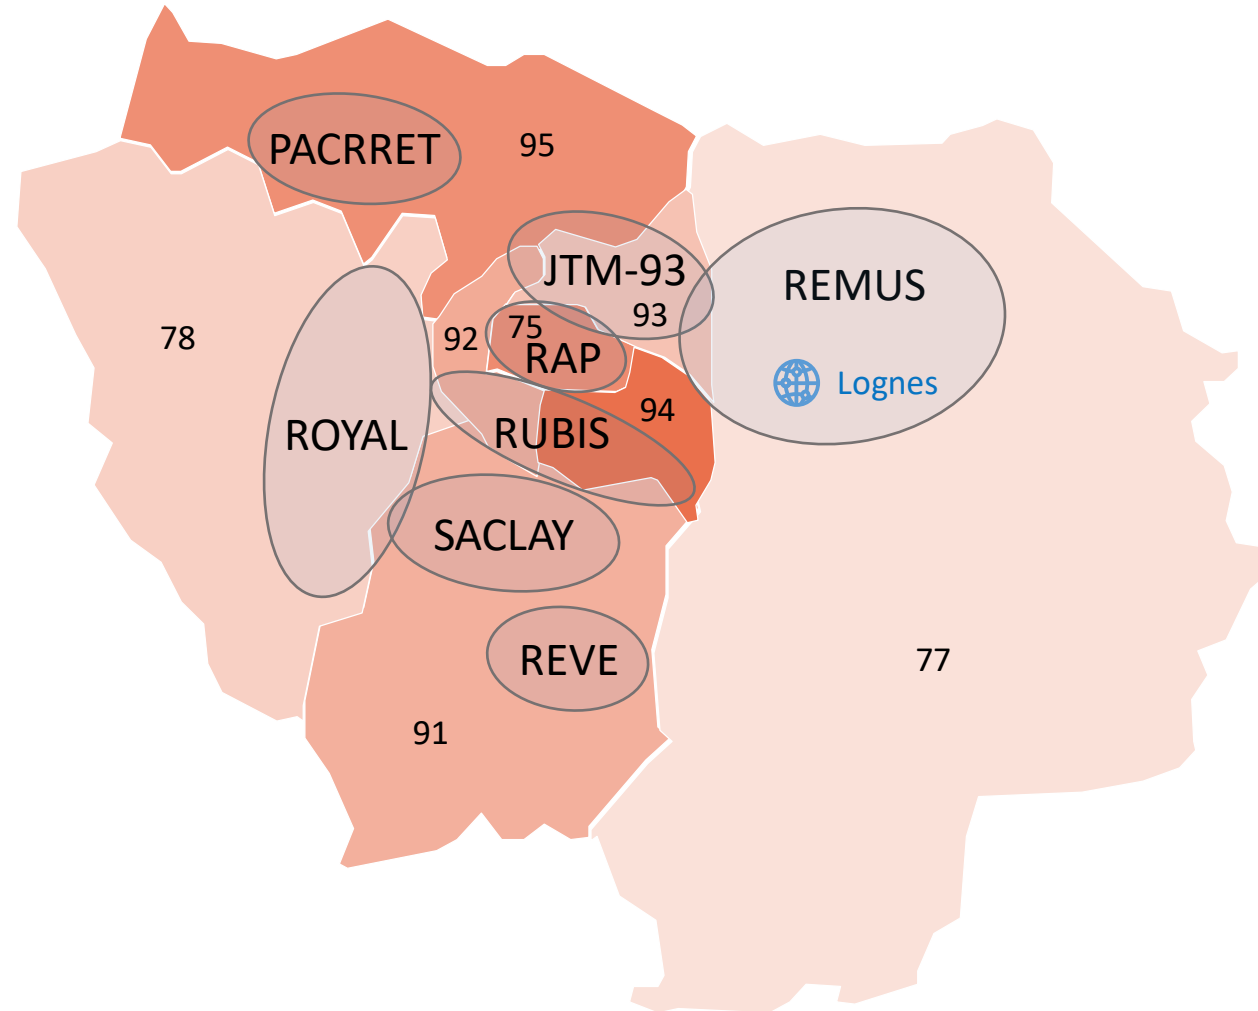 PACRRET
95
JTM-93
REMUS
93
75
78
92
RAP
Lognes
94
ROYAL
RUBIS
SACLAY
REVE
77
91